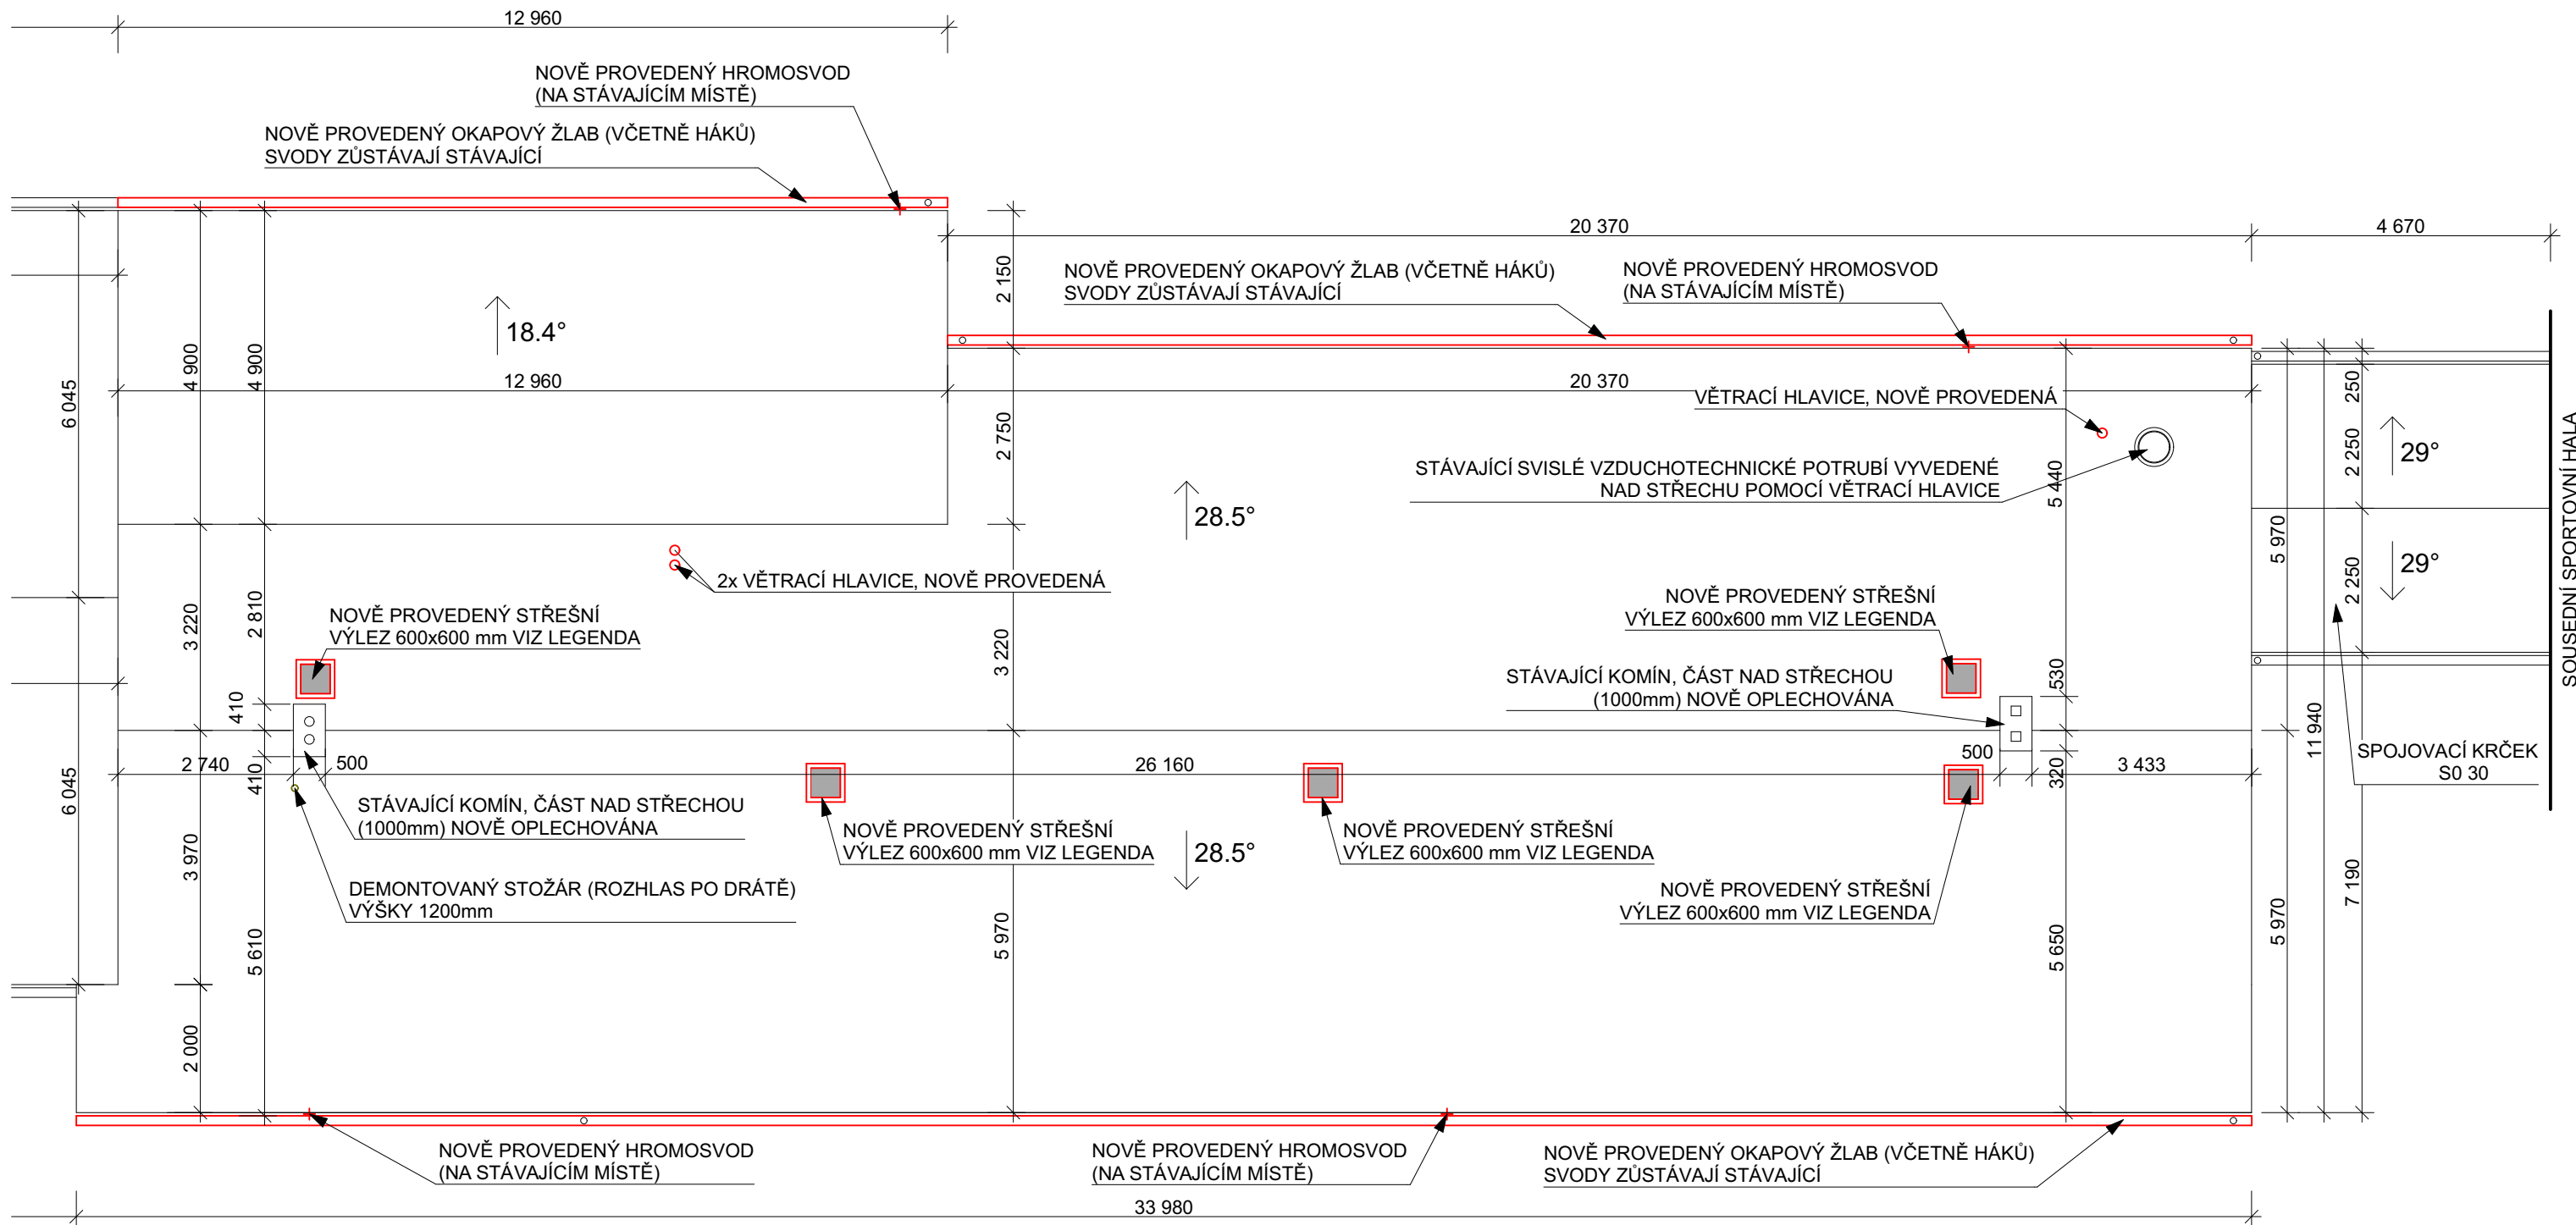 12 960
NOVĚ PROVEDENÝ HROMOSVOD
(NA STÁVAJÍCÍM MÍSTĚ)
NOVĚ PROVEDENÝ OKAPOVÝ ŽLAB (VČETNĚ HÁKŮ)
SVODY ZŮSTÁVAJÍ STÁVAJÍCÍ
20 370
4 670
2 150
NOVĚ PROVEDENÝ OKAPOVÝ ŽLAB (VČETNĚ HÁKŮ)
SVODY ZŮSTÁVAJÍ STÁVAJÍCÍ
NOVĚ PROVEDENÝ HROMOSVOD
(NA STÁVAJÍCÍM MÍSTĚ)
18.4°
6 045
4 900
4 900
12 960
20 370
2 750
VĚTRACÍ HLAVICE, NOVĚ PROVEDENÁ
250
2 250
29°
STÁVAJÍCÍ SVISLÉ VZDUCHOTECHNICKÉ POTRUBÍ VYVEDENÉ
NAD STŘECHU POMOCÍ VĚTRACÍ HLAVICE
5 440
28.5°
5 970
SOUSEDNÍ SPORTOVNÍ HALA
29°
2 250
2x VĚTRACÍ HLAVICE, NOVĚ PROVEDENÁ
3 220
2 810
NOVĚ PROVEDENÝ STŘEŠNÍ
VÝLEZ 600x600 mm VIZ LEGENDA
3 220
NOVĚ PROVEDENÝ STŘEŠNÍ
VÝLEZ 600x600 mm VIZ LEGENDA
STÁVAJÍCÍ KOMÍN, ČÁST NAD STŘECHOU
(1000mm) NOVĚ OPLECHOVÁNA
530
410
11 940
SPOJOVACÍ KRČEK
S0 30
6 045
2 740
410
500
26 160
500
320
3 433
STÁVAJÍCÍ KOMÍN, ČÁST NAD STŘECHOU
(1000mm) NOVĚ OPLECHOVÁNA
NOVĚ PROVEDENÝ STŘEŠNÍ
VÝLEZ 600x600 mm VIZ LEGENDA
28.5°
NOVĚ PROVEDENÝ STŘEŠNÍ
VÝLEZ 600x600 mm VIZ LEGENDA
3 970
DEMONTOVANÝ STOŽÁR (ROZHLAS PO DRÁTĚ)
VÝŠKY 1200mm
NOVĚ PROVEDENÝ STŘEŠNÍ
VÝLEZ 600x600 mm VIZ LEGENDA
7 190
5 610
5 970
5 650
5 970
2 000
NOVĚ PROVEDENÝ HROMOSVOD
(NA STÁVAJÍCÍM MÍSTĚ)
NOVĚ PROVEDENÝ HROMOSVOD
(NA STÁVAJÍCÍM MÍSTĚ)
NOVĚ PROVEDENÝ OKAPOVÝ ŽLAB (VČETNĚ HÁKŮ)
SVODY ZŮSTÁVAJÍ STÁVAJÍCÍ
33 980